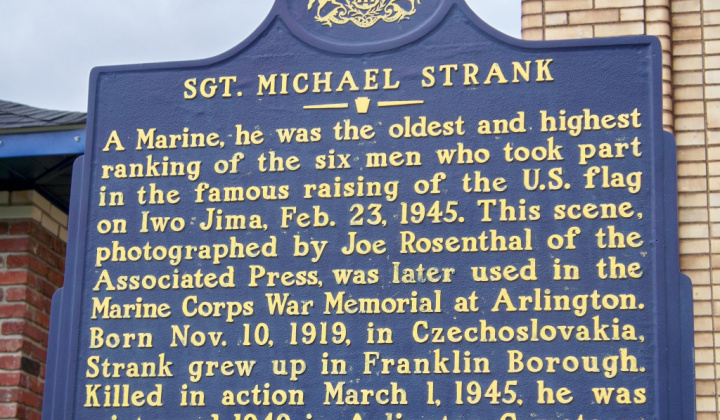 SGT. MICHAEL STRANK
A Marine, he was the oldest and highest
ranking of the six men who took part
in the famous raising of the U.S. flag
on Iwo Jima, Feb. 23, 1945. This scene,
photographed by Joe Rosenthal of the
Associated Press, was later used in the
Marine Corps War Memorial at Arlington.
Born Nov. 10, 1919, in Czechoslovakia,
Strank grew up in Franklin Borough.
Killed in action March 1, 1945, he was
1949 in Arlington